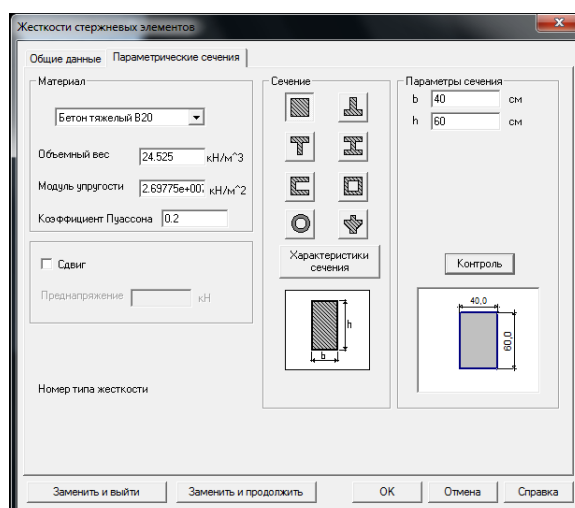 Жесткости стержневых элементов
Общие данные
Параметрические сечения
Материал
Бетон тяжелый B20
Объемный вес 24.525 кН/м^3
Модуль упругости 2.69775e+007 кН/м^2
Коэффициент Пуассона 0.2
Сдвиг
Преднапряжение кН
Номер типа жесткости
Сечение
Характеристики
сечения
h
b
Параметры сечения
b 40 см
h 60 см
Контроль
40,0
60,0
Заменить и выйти
Заменить и продолжить
OK
Отмена
Справка